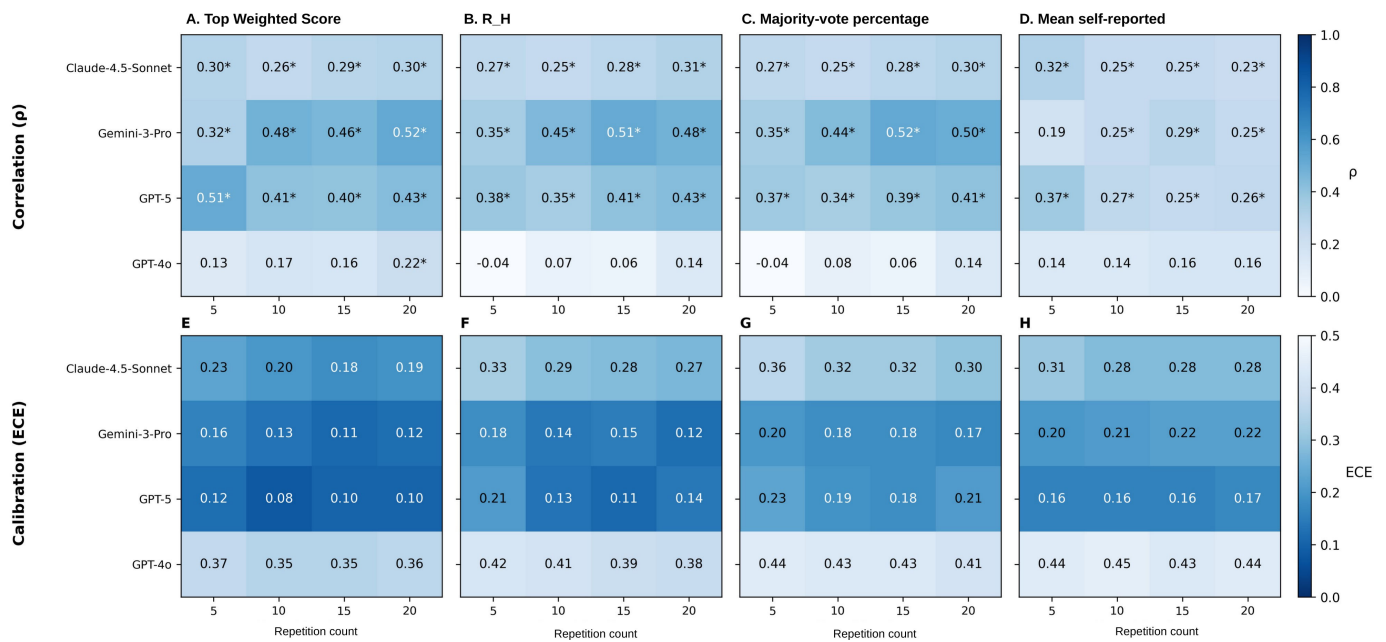 A. Top Weighted Score B. R_H C. Majority-vote percentage D. Mean self-reported
Correlation (ρ)
Claude-4.5-Sonnet 0.30* 0.26* 0.29* 0.30* 0.27* 0.25* 0.28* 0.31* 0.27* 0.25* 0.28* 0.30* 0.32* 0.25* 0.25* 0.23*
Gemini-3-Pro 0.32* 0.48* 0.46* 0.52* 0.35* 0.45* 0.51* 0.48* 0.35* 0.44* 0.52* 0.50* 0.19 0.25* 0.29* 0.25*
GPT-5 0.51* 0.41* 0.40* 0.43* 0.38* 0.35* 0.41* 0.43* 0.37* 0.34* 0.39* 0.41* 0.37* 0.27* 0.25* 0.26*
GPT-4o 0.13 0.17 0.16 0.22* -0.04 0.07 0.06 0.14 -0.04 0.08 0.06 0.14 0.14 0.14 0.16 0.16
5 10 15 20 5 10 15 20 5 10 15 20 5 10 15 20
1.0
0.8
0.6
ρ
0.4
0.2
0.0
E F G H
Calibration (ECE)
Claude-4.5-Sonnet 0.23 0.20 0.18 0.19 0.33 0.29 0.28 0.27 0.36 0.32 0.32 0.30 0.31 0.28 0.28 0.28
Gemini-3-Pro 0.16 0.13 0.11 0.12 0.18 0.14 0.15 0.12 0.20 0.18 0.18 0.17 0.20 0.21 0.22 0.22
GPT-5 0.12 0.08 0.10 0.10 0.21 0.13 0.11 0.14 0.23 0.19 0.18 0.21 0.16 0.16 0.16 0.17
GPT-4o 0.37 0.35 0.35 0.36 0.42 0.41 0.39 0.38 0.44 0.43 0.43 0.41 0.44 0.45 0.43 0.44
5 10 15 20 5 10 15 20 5 10 15 20 5 10 15 20
Repetition count Repetition count Repetition count Repetition count
0.5
0.4
0.3
ECE
0.2
0.1
0.0